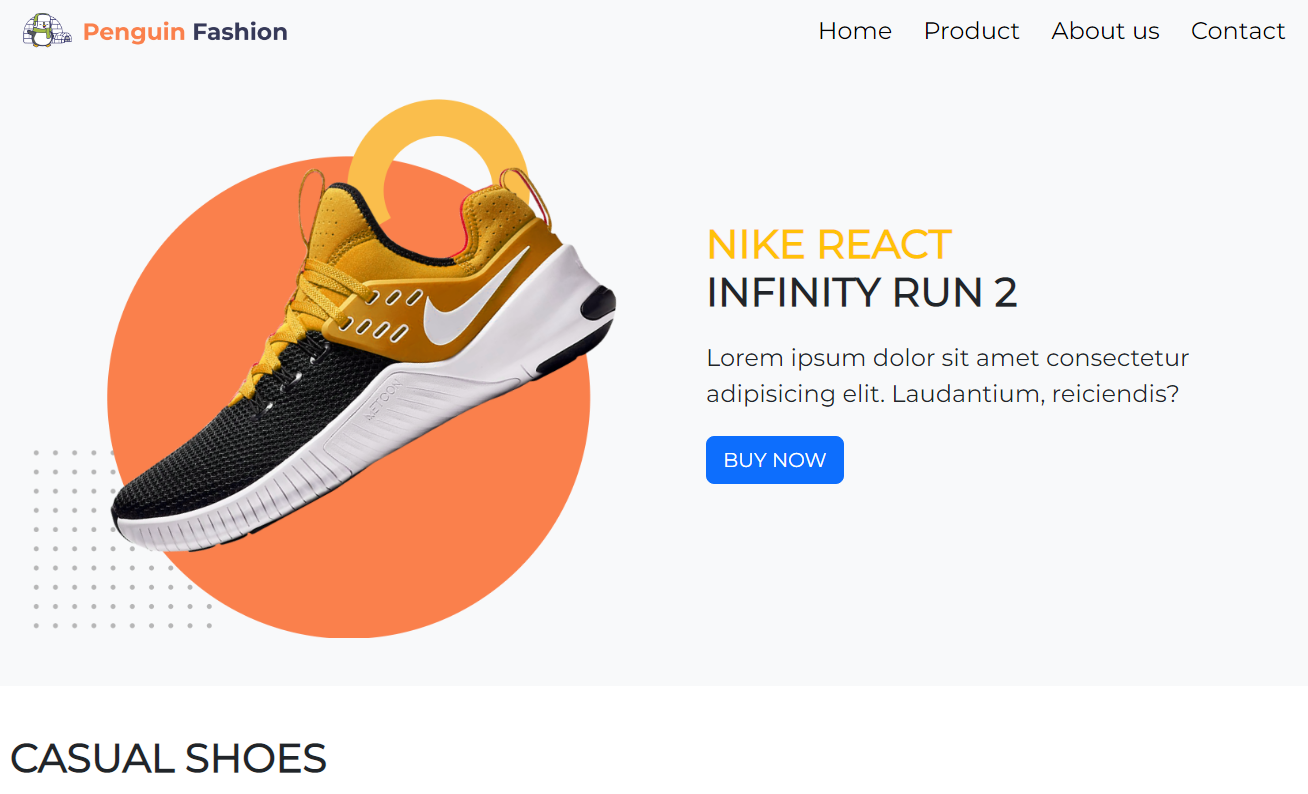 Penguin Fashion
Home Product About us Contact
NIKE REACT
INFINITY RUN 2
Lorem ipsum dolor sit amet consectetur
adipisicing elit. Laudantium, reiciendis?
BUY NOW
CASUAL SHOES